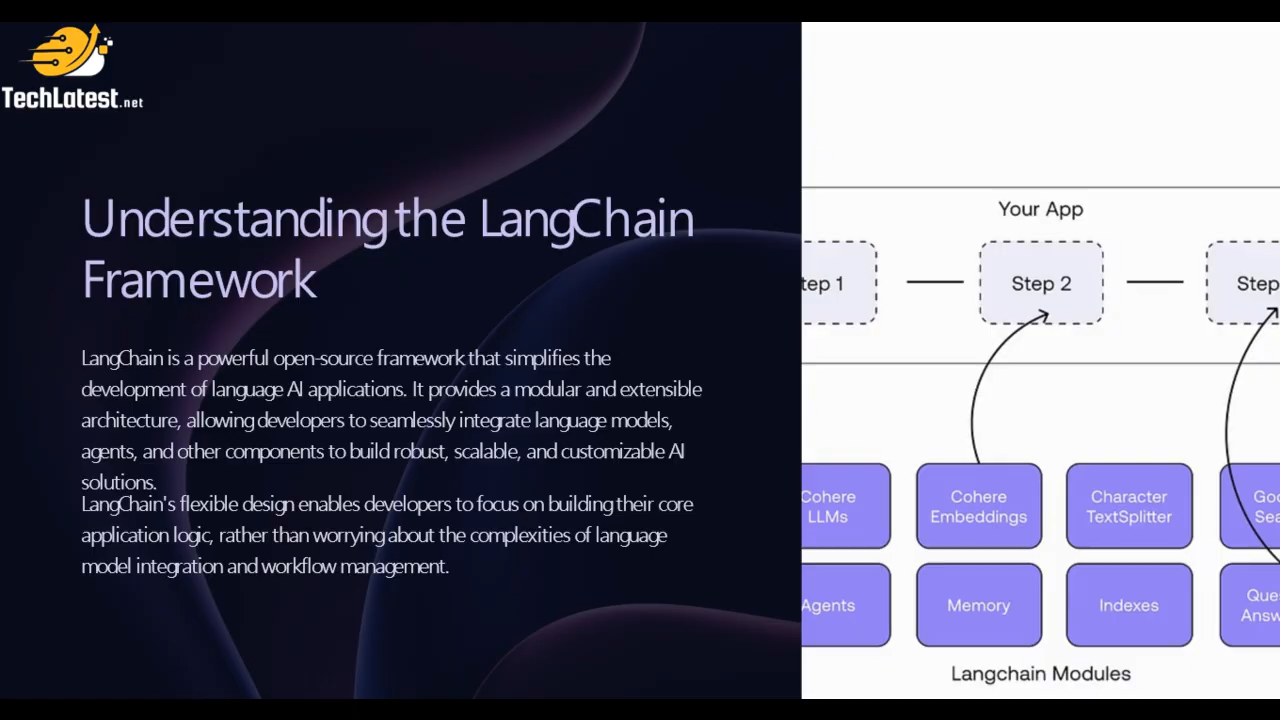 TechLatest.net
Understanding the LangChain
Framework
LangChain is a powerful open-source framework that simplifies the
development of language AI applications. It provides a modular and extensible
architecture, allowing developers to seamlessly integrate language models,
agents, and other components to build robust, scalable, and customizable AI
solutions.
LangChain's flexible design enables developers to focus on building their core
application logic, rather than worrying about the complexities of language
model integration and workflow management.
Your App
tep 1
Step 2
Step
Cohere
LLMs
Cohere
Embeddings
Character
TextSplitter
Goo
Sea
Agents
Memory
Indexes
Ques
Answ
Langchain Modules